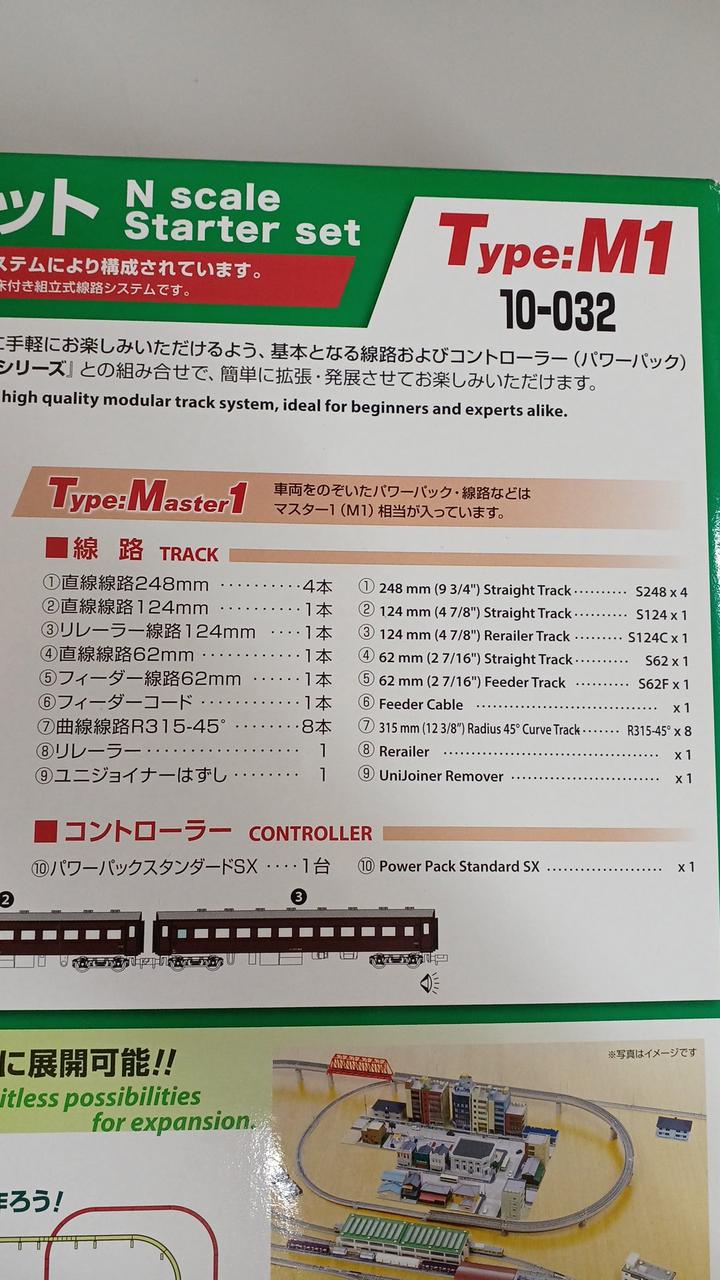 ット N scale
Starter set
Type:M1
10-032
ステムにより構成されています。
床付き組立式線路システムです。
に手軽にお楽しみいただけるよう、基本となる線路およびコントローラー（パワーパック）
シリーズ』との組み合せで、簡単に拡張・発展させてお楽しみいただけます。
high quality modular track system, ideal for beginners and experts alike.
Type:Master1
車両をのぞいたパワーパック・線路などは
マスター1（M1）相当が入っています。
■線 路 TRACK
①直線線路248mm ··········4本
②直線線路124mm ···········1本
③リレーラー線路124mm ····1本
④直線線路62mm ············1本
⑤フィーダー線路62mm ······1本
⑥フィーダーコード ···········1本
⑦曲線線路R315-45° ········8本
⑧リレーラー ·················· 1
⑨ユニジョイナーはずし ········ 1
① 248 mm (9 3/4") Straight Track ·········· S248 x 4
② 124 mm (4 7/8") Straight Track ·········· S124 x 1
③ 124 mm (4 7/8") Rerailer Track ········· S124C x 1
④ 62 mm (2 7/16") Straight Track ·········· S62 x 1
⑤ 62 mm (2 7/16") Feeder Track ·········· S62F x 1
⑥ Feeder Cable ·································· x 1
⑦ 315 mm (12 3/8") Radius 45° Curve Track ······· R315-45° x 8
⑧ Rerailer ········································ x 1
⑨ UniJoiner Remover ···························· x 1
■コントローラー CONTROLLER
⑩パワーパックスタンダードSX ····1台
⑩ Power Pack Standard SX ······················ x 1
❷
❸
に展開可能!!
itless possibilities
for expansion.
※写真はイメージです
作ろう！